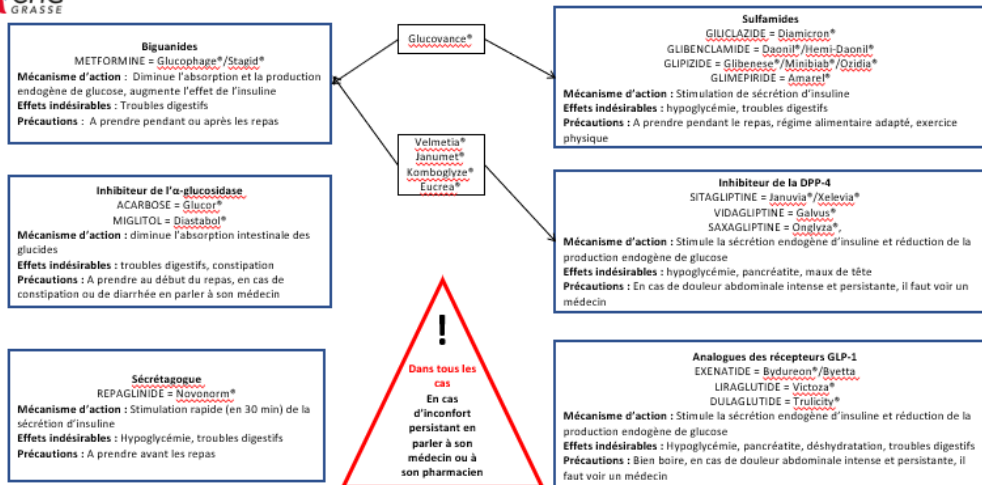 GRASSE
Biguanides
METFORMINE = Glucophage®/Stagid®
Mécanisme d'action : Diminue l'absorption et la production
endogène de glucose, augmente l'effet de l'insuline
Effets indésirables : Troubles digestifs
Précautions : A prendre pendant ou après les repas
Glucovance®
Sulfamides
GILICLAZIDE = Diamicron®
GLIBENCLAMIDE = Daonil®/Hemi-Daonil®
GLIPIZIDE = Glibenese®/Minibiab®/Ozidia®
GLIMEPIRIDE = Amarel®
Mécanisme d'action : Stimulation de sécrétion d'insuline
Effets indésirables : hypoglycémie, troubles digestifs
Précautions : A prendre pendant le repas, régime alimentaire adapté, exercice
physique
Velmetia®
Janumet®
Komboglyze®
Eucrea®
Inhibiteur de l'α-glucosidase
ACARBOSE = Glucor®
MIGLITOL = Diastabol®
Mécanisme d'action : diminue l'absorption intestinale des
glucides
Effets indésirables : troubles digestifs, constipation
Précautions : A prendre au début du repas, en cas de
constipation ou de diarrhée en parler à son médecin
Inhibiteur de la DPP-4
SITAGLIPTINE = Januvia®/Xelevia®
VIDAGLIPTINE = Galvus®
SAXAGLIPTINE = Onglyza®,
Mécanisme d'action : Stimule la sécrétion endogène d'insuline et réduction de la
production endogène de glucose
Effets indésirables : hypoglycémie, pancréatite, maux de tête
Précautions : En cas de douleur abdominale intense et persistante, il faut voir un
médecin
Sécrétagogue
REPAGLINIDE = Novonorm®
Mécanisme d'action : Stimulation rapide (en 30 min) de la
sécrétion d'insuline
Effets indésirables : Hypoglycémie, troubles digestifs
Précautions : A prendre avant les repas
!
Dans tous les
cas
En cas
d'inconfort
persistant en
parler à son
médecin ou à
son pharmacien
Analogues des récepteurs GLP-1
EXENATIDE = Bydureon®/Byetta
LIRAGLUTIDE = Victoza®
DULAGLUTIDE = Trulicity®
Mécanisme d'action : Stimule la sécrétion endogène d'insuline et réduction de la
production endogène de glucose
Effets indésirables : Hypoglycémie, pancréatite, déshydratation, troubles digestifs
Précautions : Bien boire, en cas de douleur abdominale intense et persistante, il
faut voir un médecin